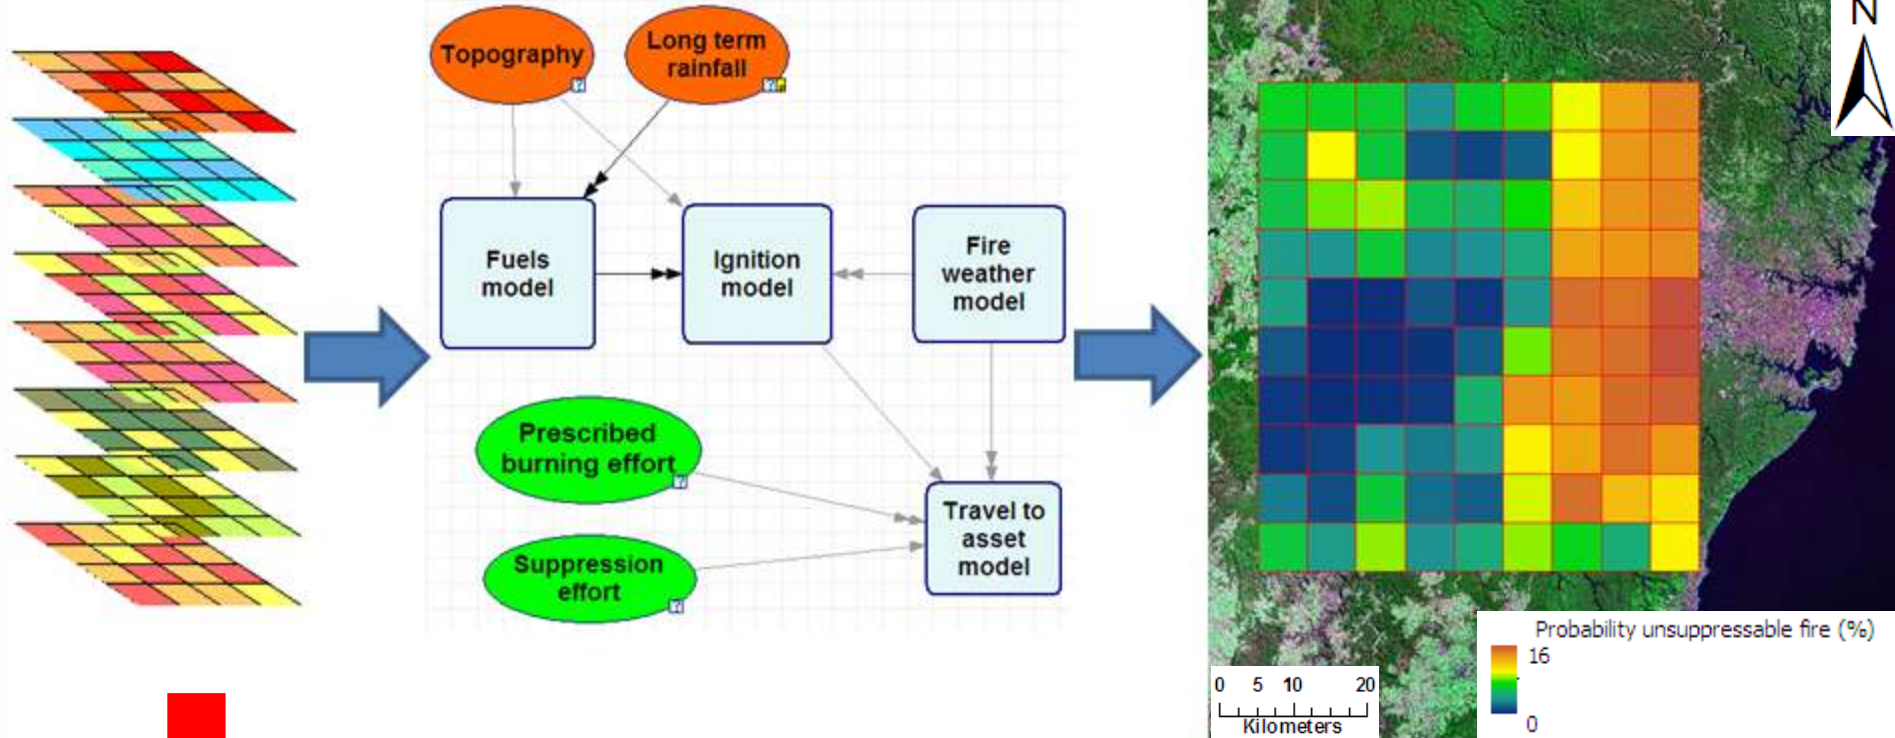 Topography
Long term
rainfall
Fuels
model
Ignition
model
Fire
weather
model
Prescribed
burning effort
Suppression
effort
Travel to
asset
model
N
Probability unsuppressable fire (%)
16
0
0 5 10 20
Kilometers